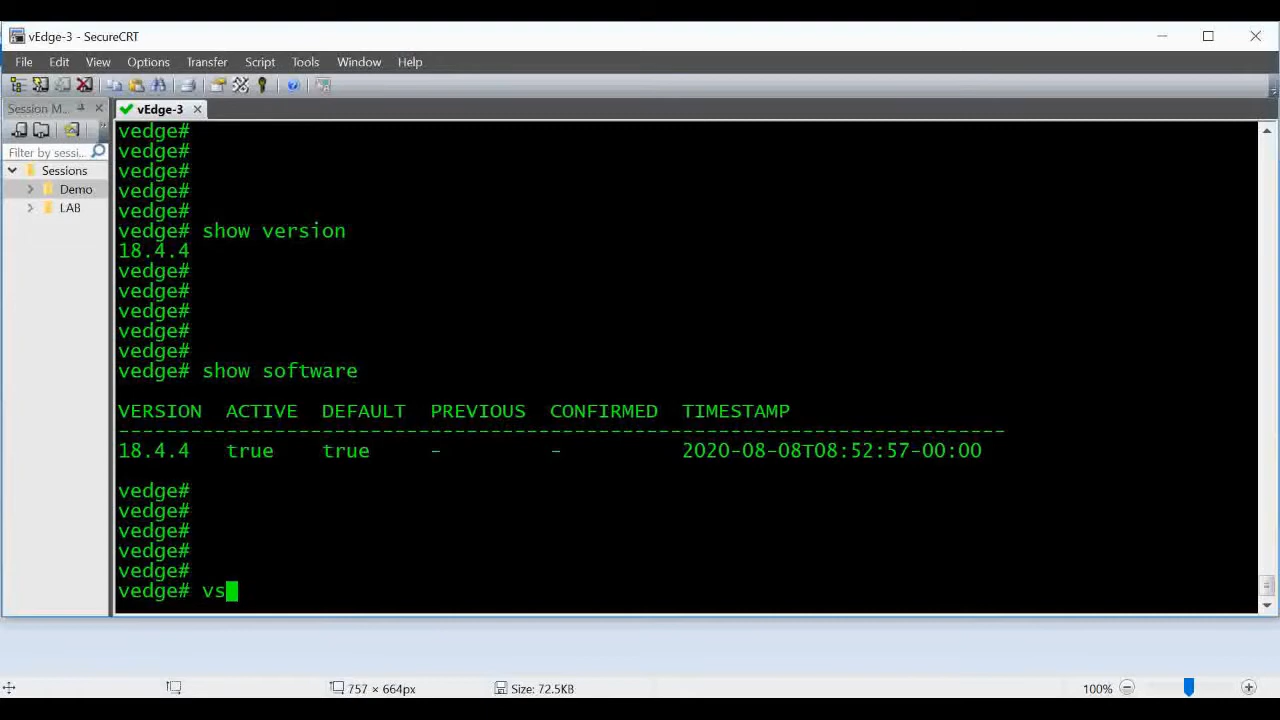 vEdge-3 - SecureCRT
File Edit View Options Transfer Script Tools Window Help
Session M...
vEdge-3
Filter by sessi...
Sessions
Demo
LAB
vedge#
vedge#
vedge#
vedge#
vedge#
vedge# show version
18.4.4
vedge#
vedge#
vedge#
vedge#
vedge#
vedge# show software
VERSION ACTIVE DEFAULT PREVIOUS CONFIRMED TIMESTAMP
------------------------------------------------------------------------
18.4.4 true true - - 2020-08-08T08:52:57-00:00
vedge#
vedge#
vedge#
vedge#
vedge#
vedge# vs
757 × 664px Size: 72.5KB 100%